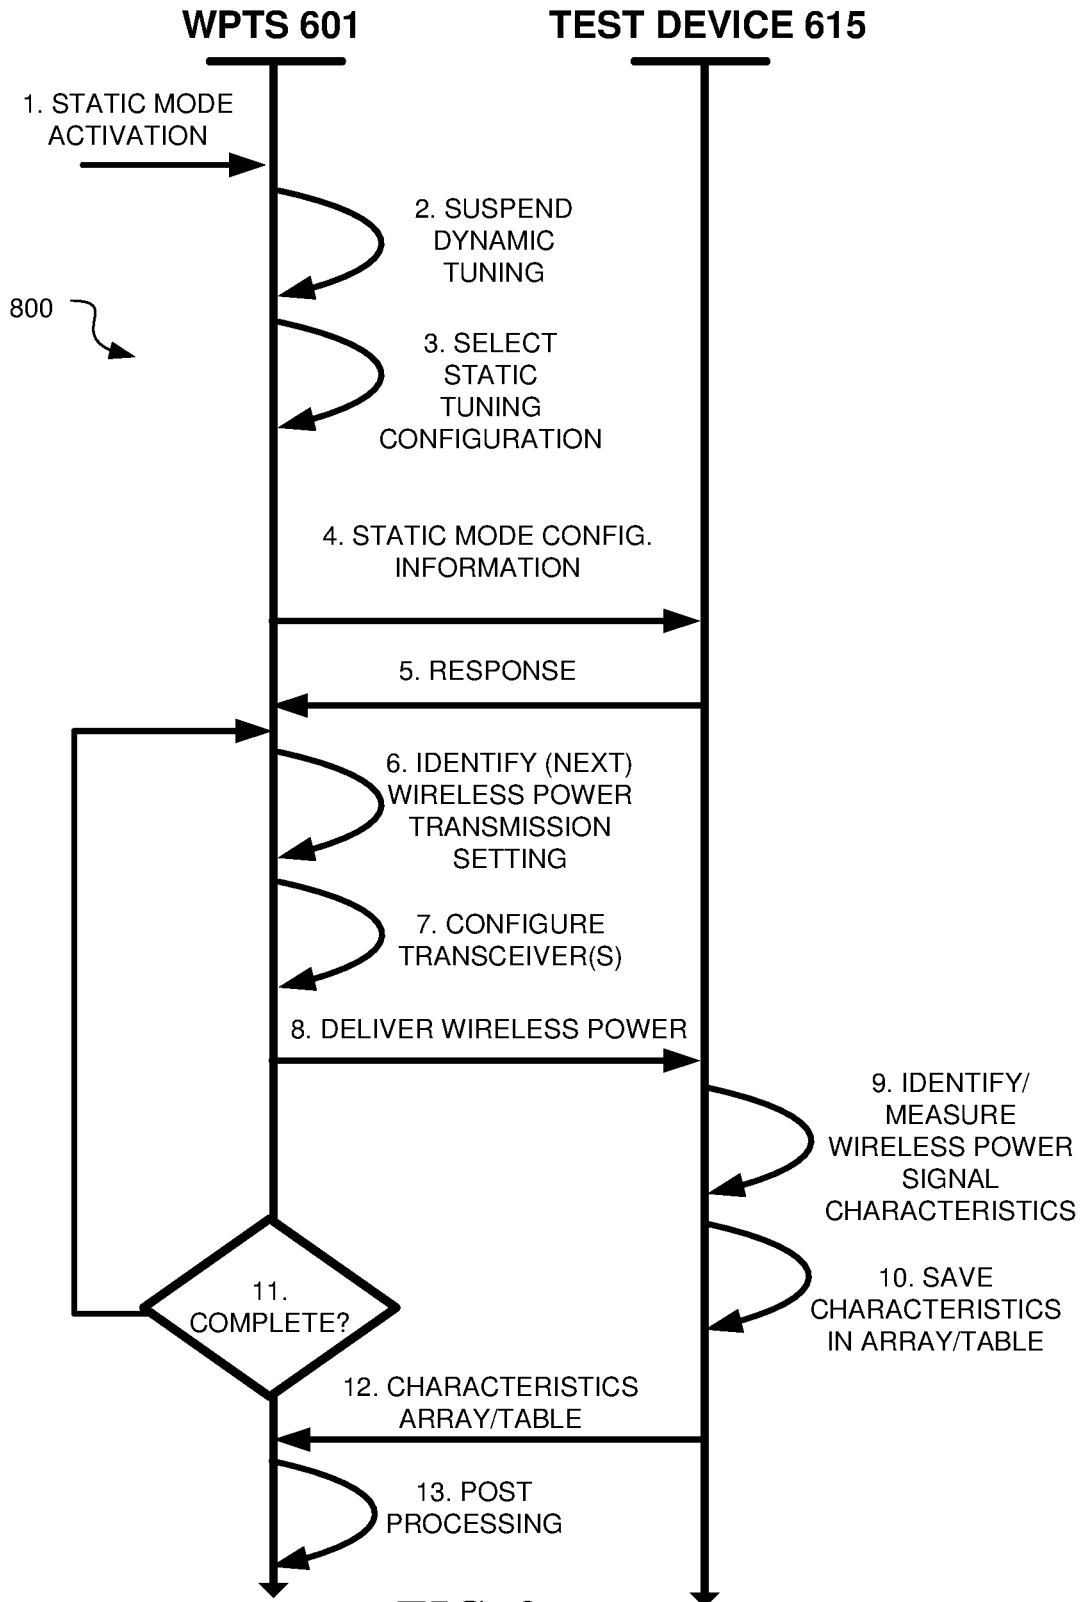 WPTS 601
TEST DEVICE 615
1. STATIC MODE
ACTIVATION
2. SUSPEND
DYNAMIC
TUNING
800
3. SELECT
STATIC
TUNING
CONFIGURATION
4. STATIC MODE CONFIG.
INFORMATION
5. RESPONSE
6. IDENTIFY (NEXT)
WIRELESS POWER
TRANSMISSION
SETTING
7. CONFIGURE
TRANSCEIVER(S)
8. DELIVER WIRELESS POWER
9. IDENTIFY/
MEASURE
WIRELESS POWER
SIGNAL
CHARACTERISTICS
10. SAVE
CHARACTERISTICS
IN ARRAY/TABLE
11.
COMPLETE?
12. CHARACTERISTICS
ARRAY/TABLE
13. POST
PROCESSING